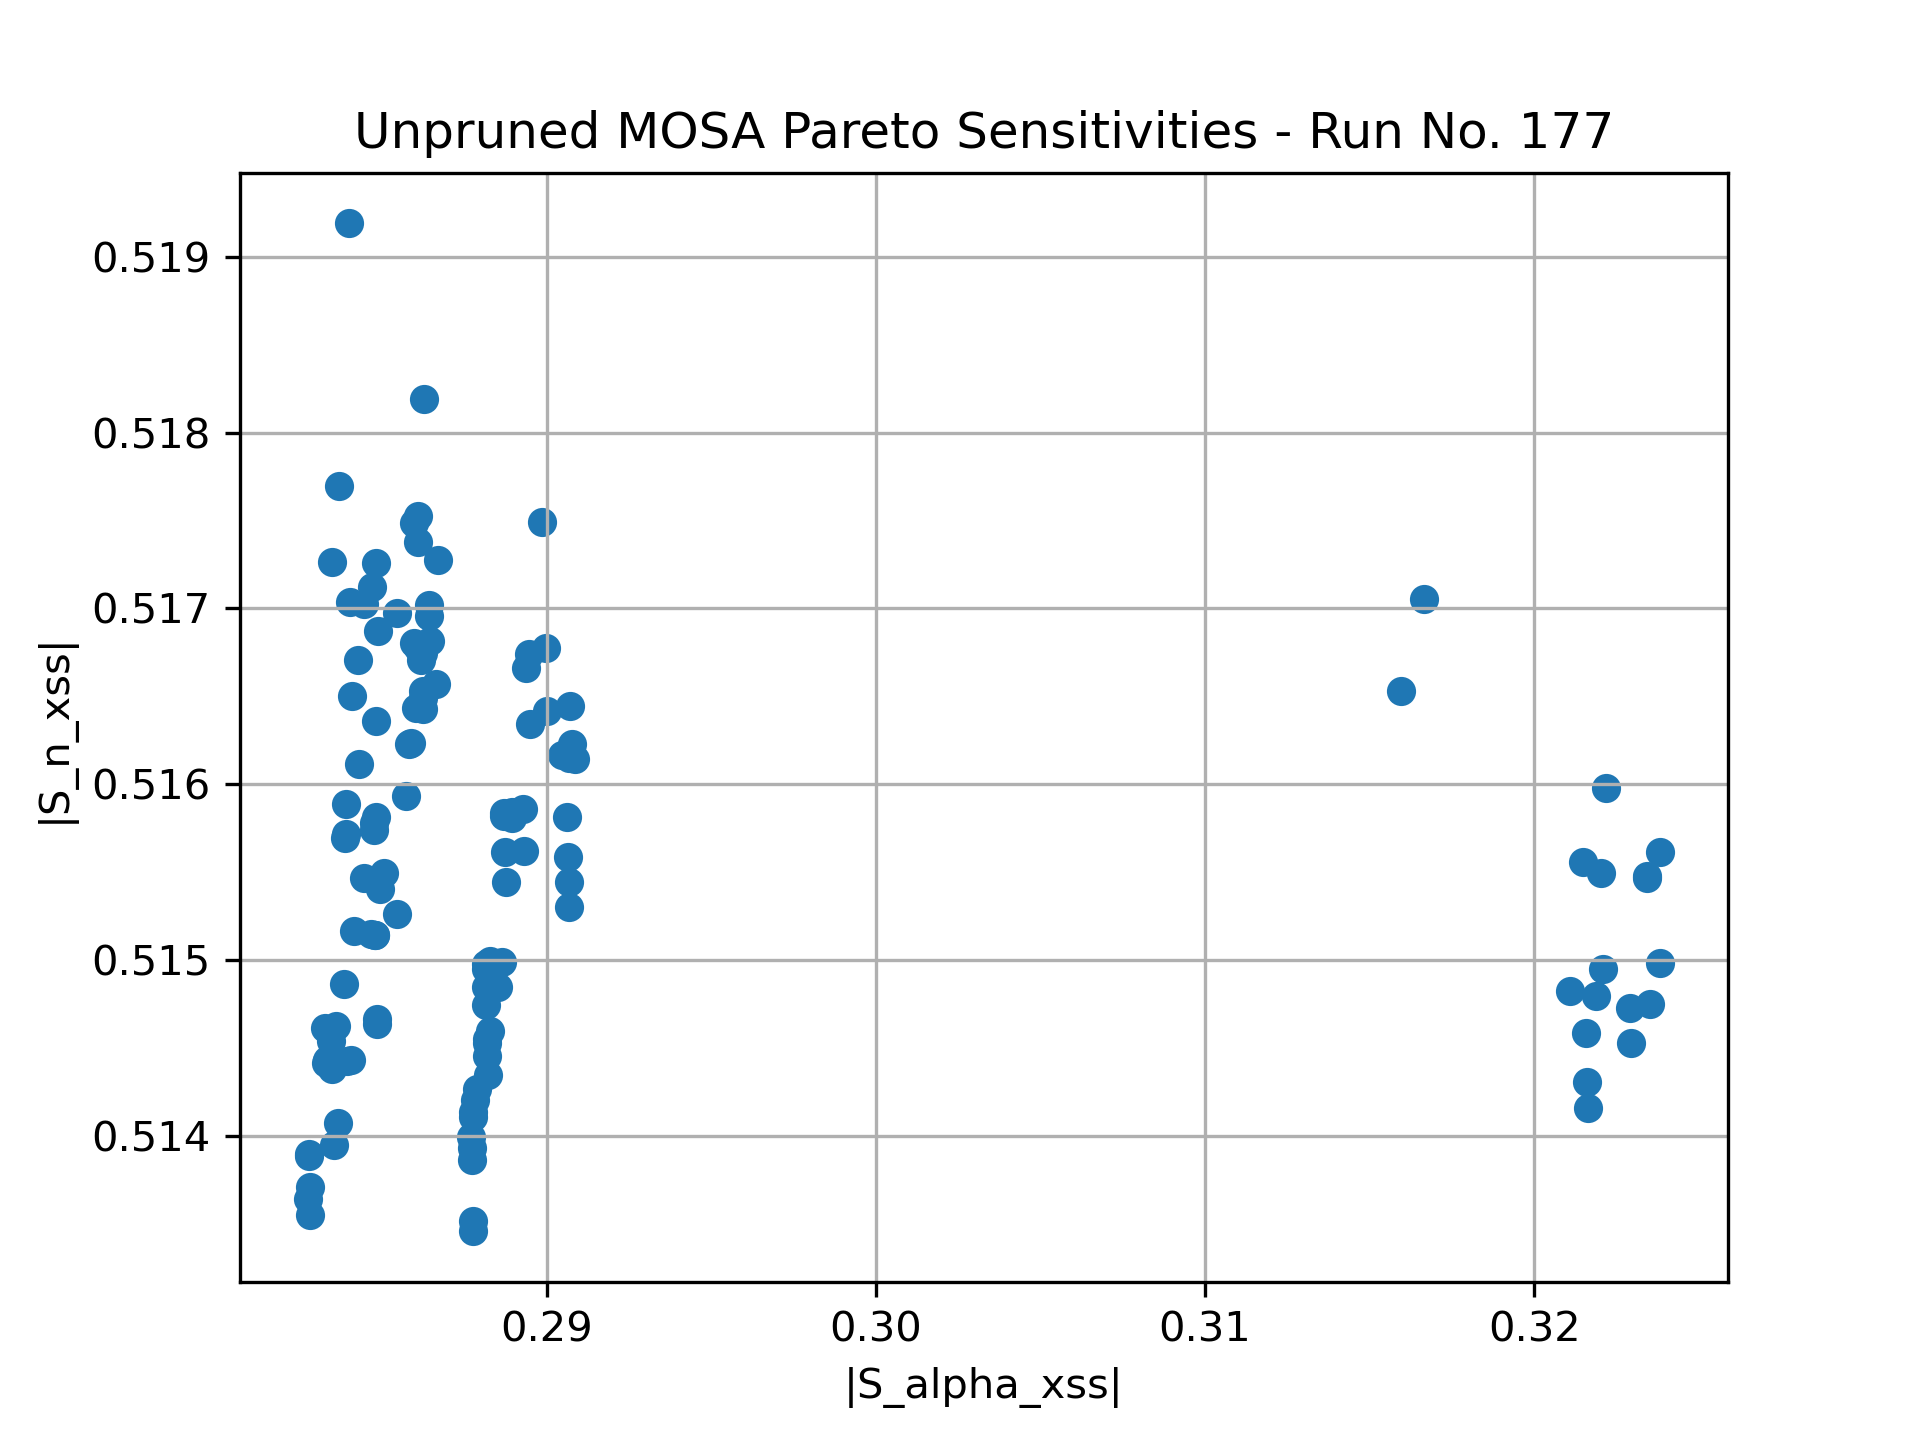 Unpruned MOSA Pareto Sensitivities - Run No. 177
|S_n_xss|
0.519
0.518
0.517
0.516
0.515
0.514
0.29 0.30 0.31 0.32
|S_alpha_xss|